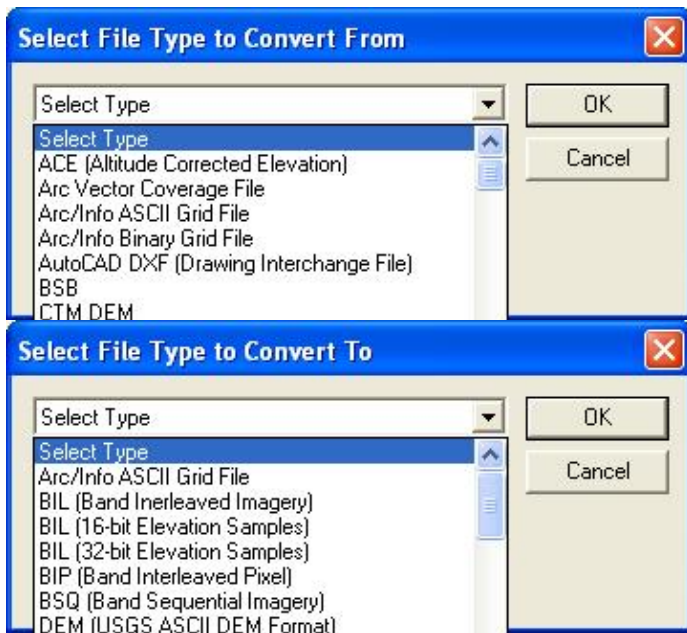 Select File Type to Convert From
Select Type OK
Select Type
ACE (Altitude Corrected Elevation) Cancel
Arc Vector Coverage File
Arc/Info ASCII Grid File
Arc/Info Binary Grid File
AutoCAD DXF (Drawing Interchange File)
BSB
CTM DEM
Select File Type to Convert To
Select Type OK
Select Type
Arc/Info ASCII Grid File Cancel
BIL (Band Inerleaved Imagery)
BIL (16-bit Elevation Samples)
BIL (32-bit Elevation Samples)
BIP (Band Interleaved Pixel)
BSQ (Band Sequential Imagery)
DEM (USGS ASCII DEM Format)